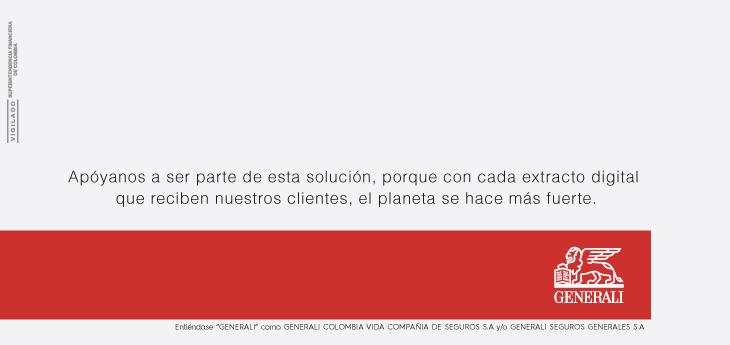 VIGILADO
SUPERINTENDENCIA FINANCIERA
DE COLOMBIA
Apóyanos a ser parte de esta solución, porque con cada extracto digital
que reciben nuestros clientes, el planeta se hace más fuerte.
GENERALI
Entiéndase "GENERALI" como GENERALI COLOMBIA VIDA COMPAÑIA DE SEGUROS S.A y/o GENERALI SEGUROS GENERALES S.A